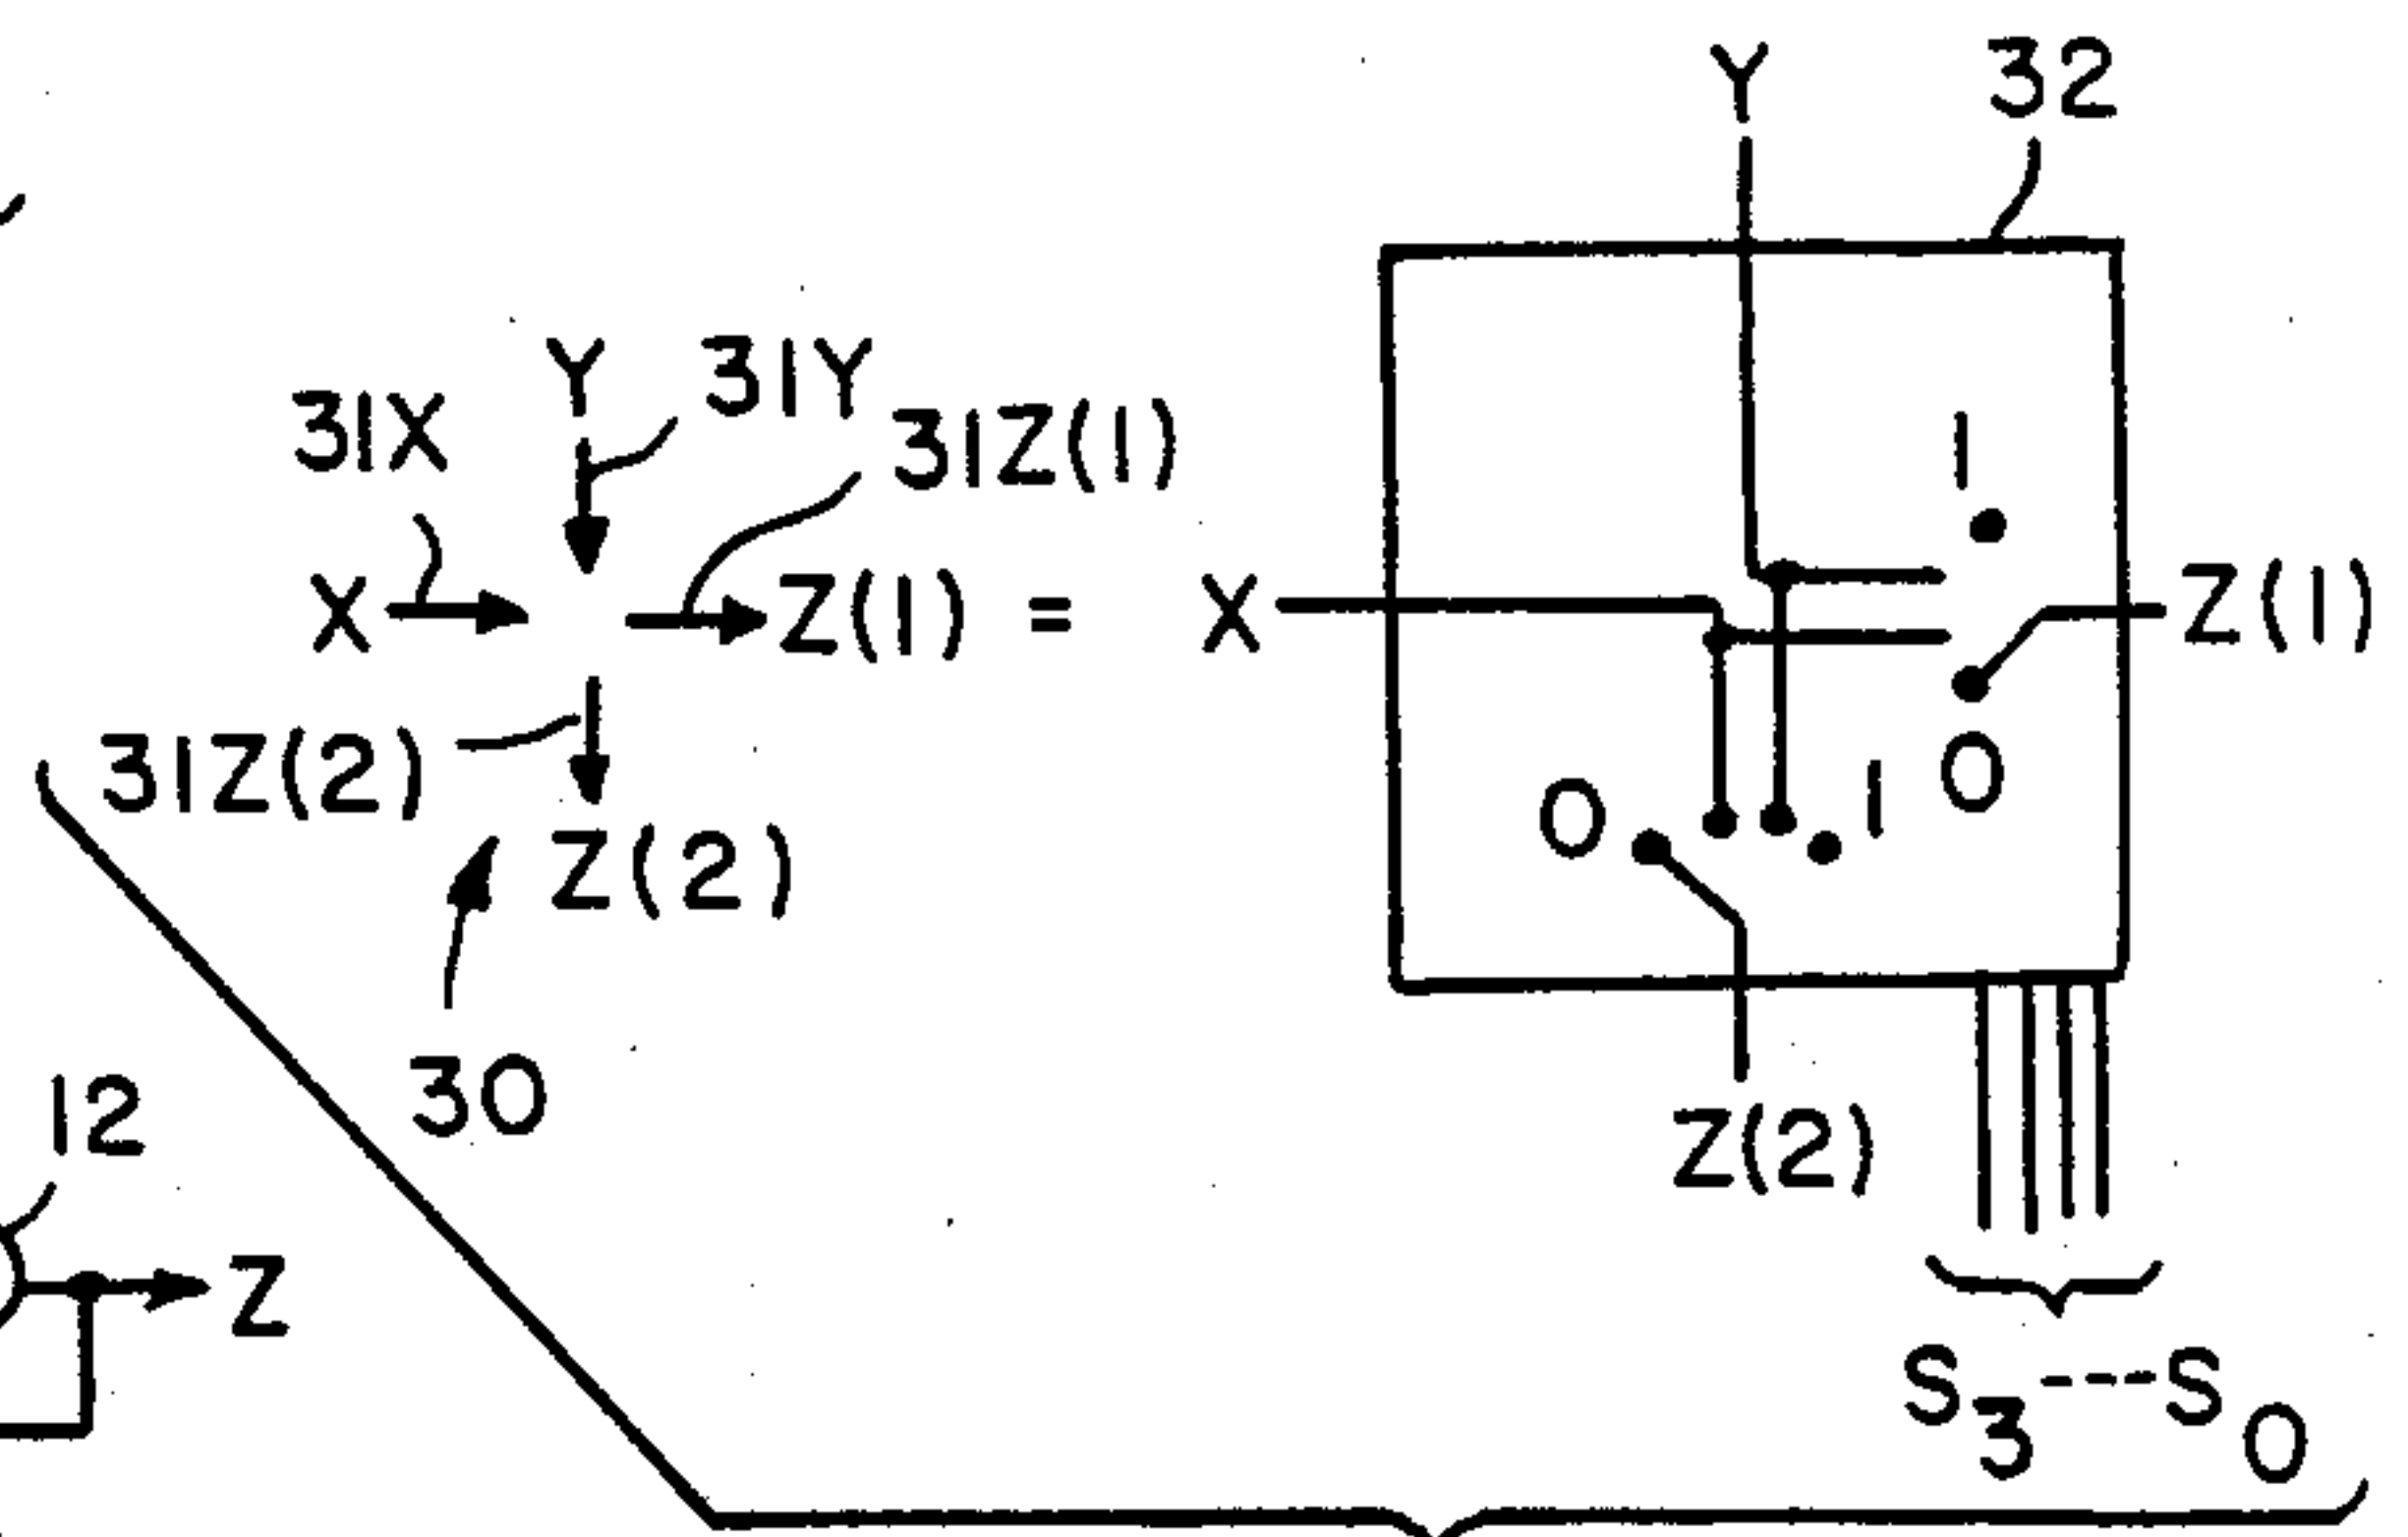 Y 32
31X Y 31Y 31Z(1)
1
X Z(1) = X Z(1)
31Z(2) 0
0 1
Z(2)
30
12 Z(2)
Z
S3---S0